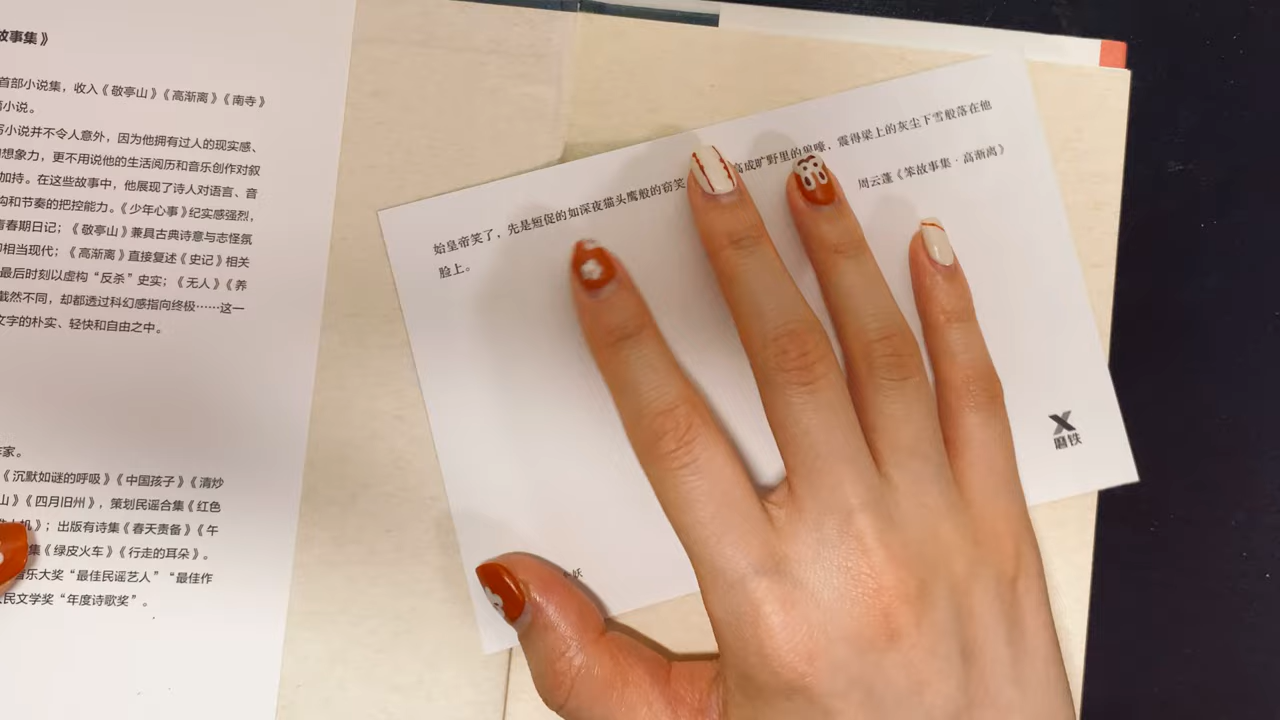 故事集》
首部小说集，收入《敬亭山》《高渐离》《南寺》
小说。
小说并不令人意外，因为他拥有过人的现实感、
想象力，更不用说他的生活阅历和音乐创作对叙
加持。在这些故事中，他展现了诗人对语言、音
和节奏的把控能力。《少年心事》纪实感强烈，
青春期日记；《敬亭山》兼具古典诗意与志怪氛
相当现代；《高渐离》直接复述《史记》相关
最后时刻以虚构“反杀”史实；《无人》《养
截然不同，却都透过科幻感指向终极……这一
文字的朴实、轻快和自由之中。
家。
《沉默如谜的呼吸》《中国孩子》《清炒
山》《四月旧州》，策划民谣合集《红色
机》；出版有诗集《春天责备》《午
集《绿皮火车》《行走的耳朵》。
音乐大奖“最佳民谣艺人”“最佳作
民文学奖“年度诗歌奖”。
始皇帝笑了，先是短促的如深夜猫头鹰般的窃笑 高成旷野里的狼嚎，震得梁上的灰尘下雪般落在他
脸上。
周云蓬《笨故事集·高渐离》
磨铁
妖